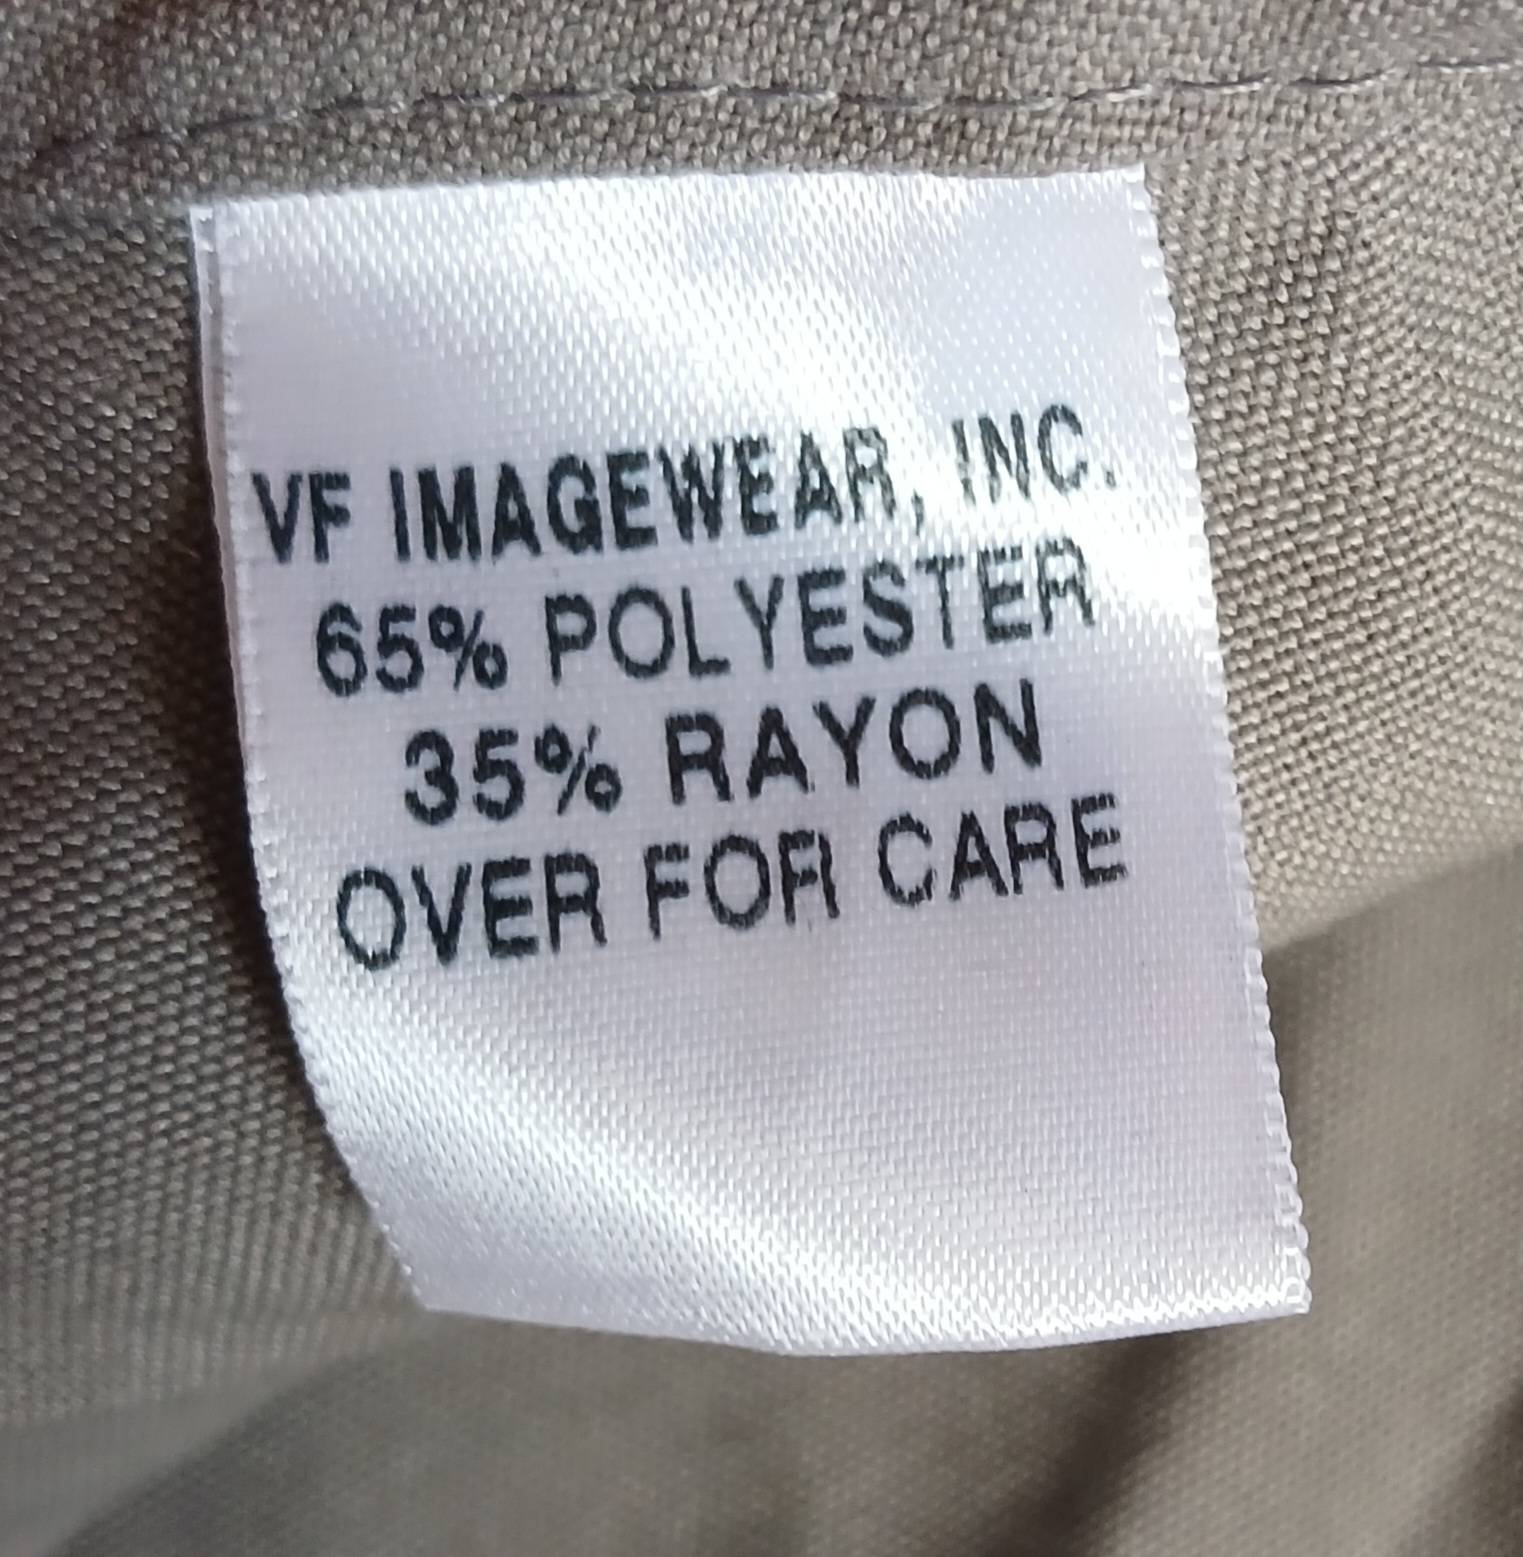 VF IMAGEWEAR, INC.
65% POLYESTER
35% RAYON
OVER FOR CARE